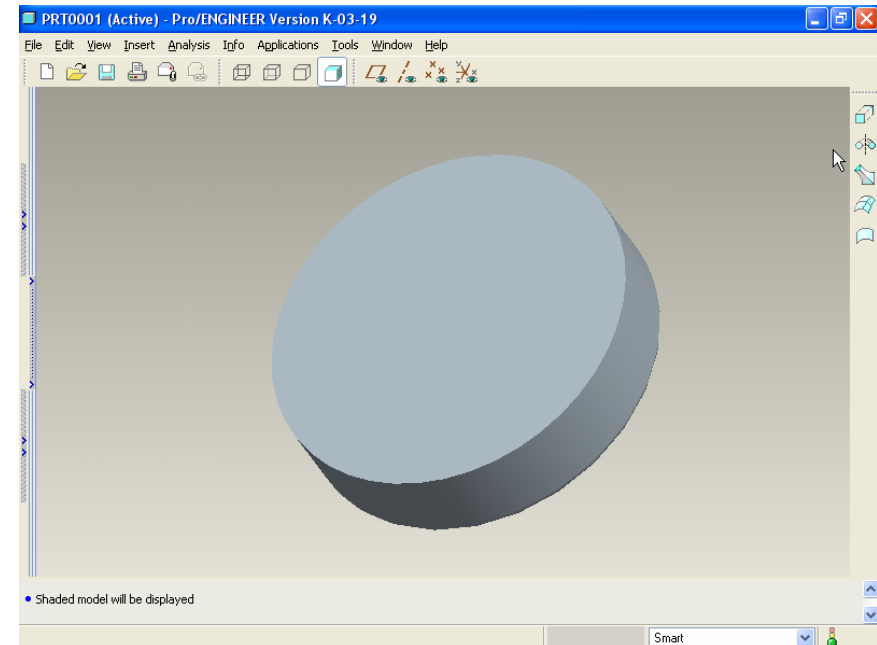 PRT0001 (Active) - Pro/ENGINEER Version K-03-19
File Edit View Insert Analysis Info Applications Tools Window Help
Shaded model will be displayed
Smart